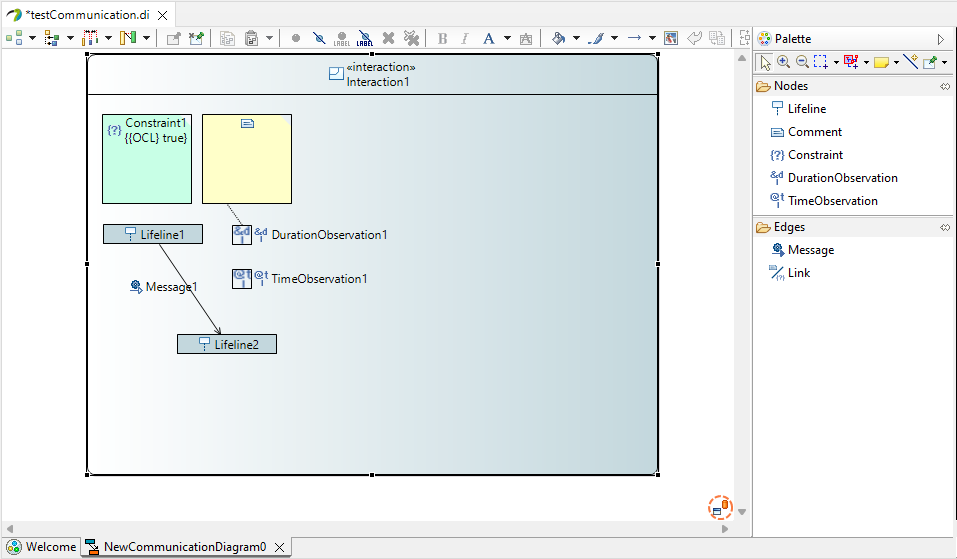 *testCommunication.di
LABEL
LABEL
B I A A
Palette
«interaction»
Interaction1
Nodes
Lifeline
Comment
{?} Constraint
&d DurationObservation
@t TimeObservation
Edges
Message
Link
{?} Constraint1
{{OCL} true}
Lifeline1
&d &d DurationObservation1
@t @t TimeObservation1
Message1
Lifeline2
Welcome
NewCommunicationDiagram0